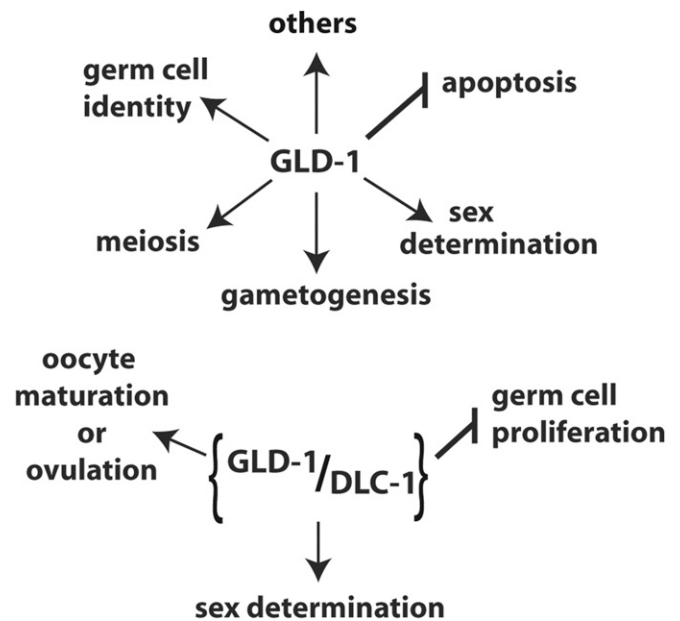 others
germ cell
identity
apoptosis
GLD-1
meiosis
sex
determination
gametogenesis
oocyte
maturation
or
ovulation
germ cell
proliferation
{GLD-1/DLC-1}
sex determination